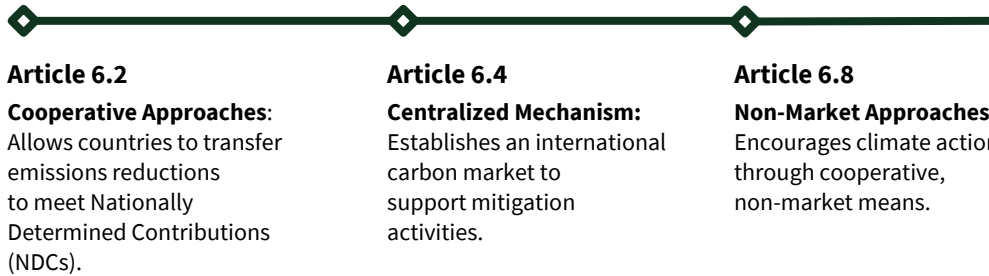 Article 6.2
Cooperative Approaches:
Allows countries to transfer
emissions reductions
to meet Nationally
Determined Contributions
(NDCs).
Article 6.4
Centralized Mechanism:
Establishes an international
carbon market to
support mitigation
activities.
Article 6.8
Non-Market Approaches
Encourages climate action
through cooperative,
non-market means.